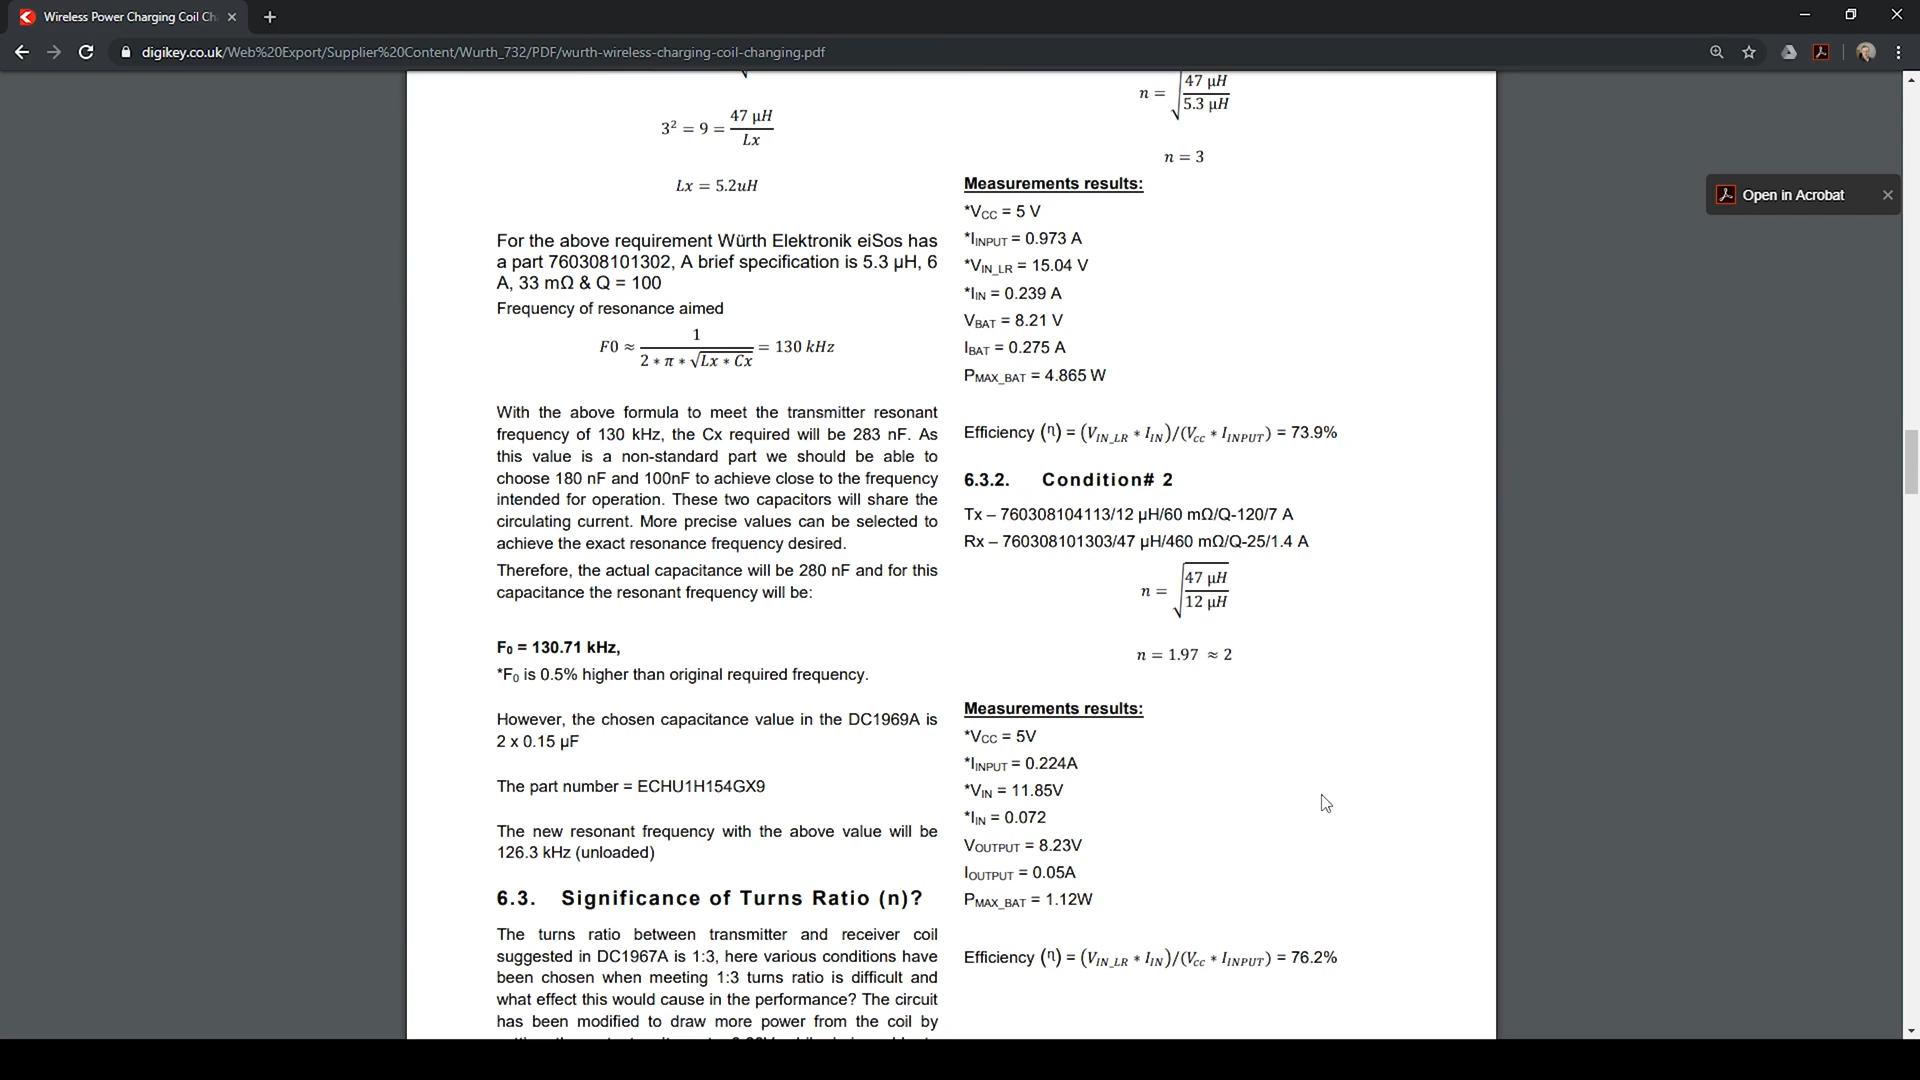 Wireless Power Charging Coil Ch
digikey.co.uk/Web%20Export/Supplier%20Content/Wurth_732/PDF/wurth-wireless-charging-coil-changing.pdf
Open in Acrobat
3² = 9 = 47 µH / Lx
Lx = 5.2uH
For the above requirement Würth Elektronik eiSos has
a part 760308101302, A brief specification is 5.3 µH, 6
A, 33 mΩ & Q = 100
Frequency of resonance aimed
F0 ≈ 1 / 2 * π * √Lx * Cx = 130 kHz
With the above formula to meet the transmitter resonant
frequency of 130 kHz, the Cx required will be 283 nF. As
this value is a non-standard part we should be able to
choose 180 nF and 100nF to achieve close to the frequency
intended for operation. These two capacitors will share the
circulating current. More precise values can be selected to
achieve the exact resonance frequency desired.
Therefore, the actual capacitance will be 280 nF and for this
capacitance the resonant frequency will be:
F₀ = 130.71 kHz,
*F₀ is 0.5% higher than original required frequency.
However, the chosen capacitance value in the DC1969A is
2 x 0.15 µF
The part number = ECHU1H154GX9
The new resonant frequency with the above value will be
126.3 kHz (unloaded)
6.3. Significance of Turns Ratio (n)?
The turns ratio between transmitter and receiver coil
suggested in DC1967A is 1:3, here various conditions have
been chosen when meeting 1:3 turns ratio is difficult and
what effect this would cause in the performance? The circuit
has been modified to draw more power from the coil by
n = √47 µH / 5.3 µH
n = 3
Measurements results:
*VCC = 5 V
*IINPUT = 0.973 A
*VIN_LR = 15.04 V
*IIN = 0.239 A
VBAT = 8.21 V
IBAT = 0.275 A
PMAX_BAT = 4.865 W
Efficiency (η) = (VIN_LR * IIN)/(Vcc * IINPUT) = 73.9%
6.3.2. Condition# 2
Tx – 760308104113/12 µH/60 mΩ/Q-120/7 A
Rx – 760308101303/47 µH/460 mΩ/Q-25/1.4 A
n = √47 µH / 12 µH
n = 1.97 ≈ 2
Measurements results:
*VCC = 5V
*IINPUT = 0.224A
*VIN = 11.85V
*IIN = 0.072
VOUTPUT = 8.23V
IOUTPUT = 0.05A
PMAX_BAT = 1.12W
Efficiency (η) = (VIN_LR * IIN)/(Vcc * IINPUT) = 76.2%